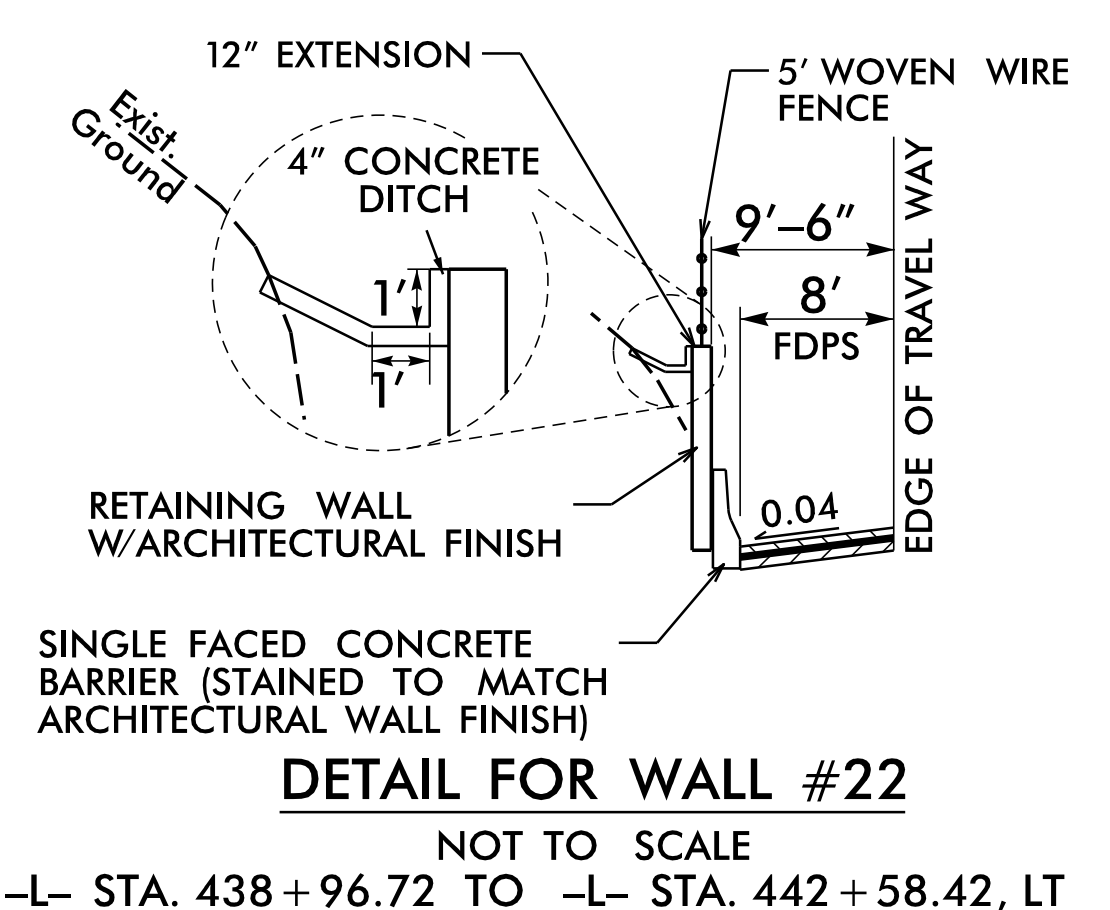 12" EXTENSION
5' WOVEN WIRE
FENCE
Exist.
Ground
4" CONCRETE
DITCH
1'
1'
9'–6"
8'
FDPS
EDGE OF TRAVEL WAY
0.04
RETAINING WALL
W/ARCHITECTURAL FINISH
SINGLE FACED CONCRETE
BARRIER (STAINED TO MATCH
ARCHITECTURAL WALL FINISH)
DETAIL FOR WALL #22
NOT TO SCALE
–L– STA. 438+96.72 TO –L– STA. 442+58.42, LT